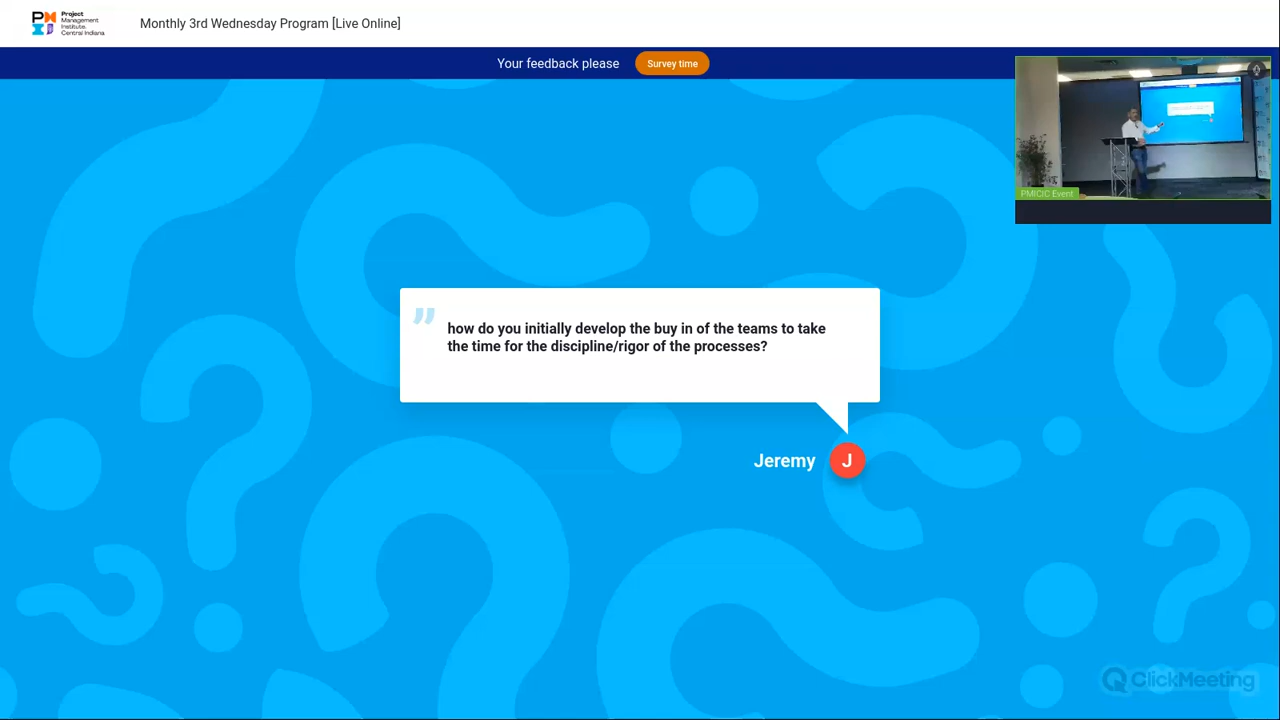 PM
Project
Management
Institute.
Central Indiana
Monthly 3rd Wednesday Program [Live Online]
Your feedback please
Survey time
PMICIC Event
how do you initially develop the buy in of the teams to take
the time for the discipline/rigor of the processes?
Jeremy
J
ClickMeeting